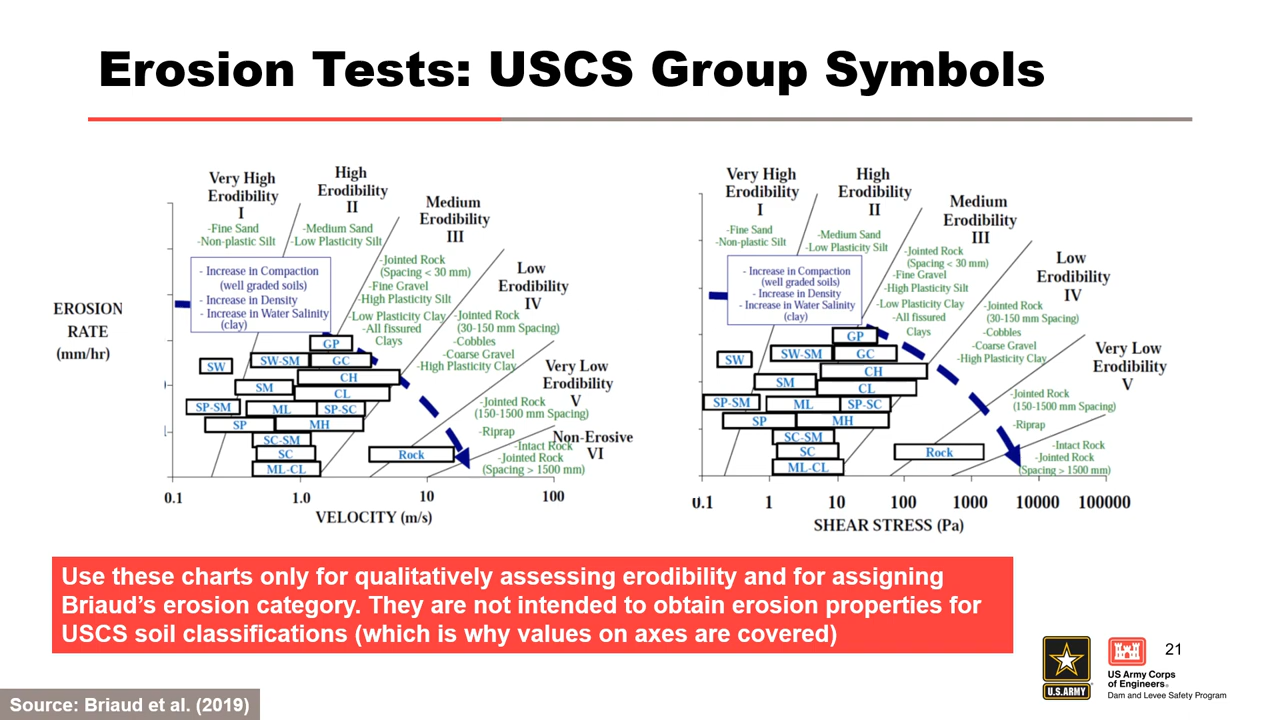 Erosion Tests: USCS Group Symbols
Very High
Erodibility
I
-Fine Sand
-Non-plastic Silt
High
Erodibility
II
-Medium Sand
-Low Plasticity Silt
Medium
Erodibility
III
-Jointed Rock
(Spacing < 30 mm)
-Fine Gravel
-High Plasticity Silt
-Low Plasticity Clay
-All fissured
Clays
Low
Erodibility
IV
-Jointed Rock
(30-150 mm Spacing)
-Cobbles
-Coarse Gravel
-High Plasticity Clay
Very Low
Erodibility
V
-Jointed Rock
(150-1500 mm Spacing)
-Riprap
Non-Erosive
VI
-Intact Rock
-Jointed Rock
(Spacing > 1500 mm)
- Increase in Compaction
(well graded soils)
- Increase in Density
- Increase in Water Salinity
(clay)
EROSION
RATE
(mm/hr)
GP
SW
SW-SM
GC
CH
SM
CL
SP-SM
ML
SP-SC
SP
MH
SC-SM
SC
Rock
ML-CL
0.1
1.0
10
100
VELOCITY (m/s)
Very High
Erodibility
I
-Fine Sand
-Non-plastic Silt
High
Erodibility
II
-Medium Sand
-Low Plasticity Silt
Medium
Erodibility
III
-Jointed Rock
(Spacing < 30 mm)
-Fine Gravel
-High Plasticity Silt
-Low Plasticity Clay
-All fissured
Clays
Low
Erodibility
IV
-Jointed Rock
(30-150 mm Spacing)
-Cobbles
-Coarse Gravel
-High Plasticity Clay
Very Low
Erodibility
V
-Jointed Rock
(150-1500 mm Spacing)
-Riprap
-Intact Rock
-Jointed Rock
(Spacing > 1500 mm)
- Increase in Compaction
(well graded soils)
- Increase in Density
- Increase in Water Salinity
(clay)
GP
SW
SW-SM
GC
CH
SM
CL
SP-SM
ML
SP-SC
SP
MH
SC-SM
SC
Rock
ML-CL
0.1
1
10
100
1000
10000
100000
SHEAR STRESS (Pa)
Use these charts only for qualitatively assessing erodibility and for assigning
Briaud’s erosion category. They are not intended to obtain erosion properties for
USCS soil classifications (which is why values on axes are covered)
21
U.S.ARMY
US Army Corps
of Engineers®
Dam and Levee Safety Program
Source: Briaud et al. (2019)